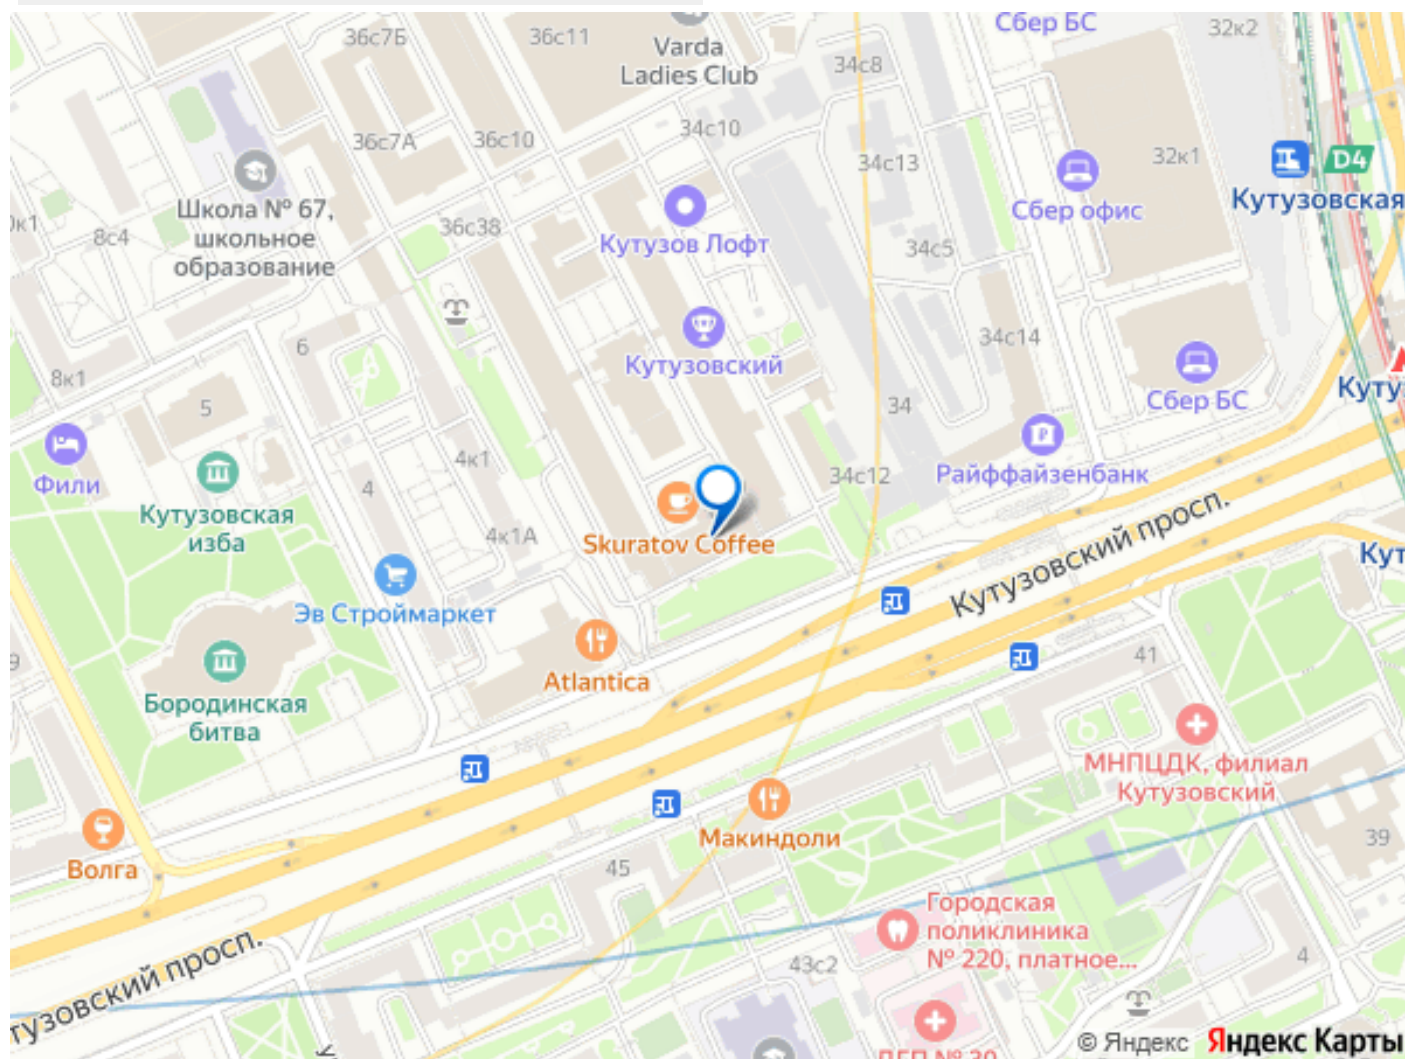 36с7Б
36с11
Varda
Ladies Club
34с8
Сбер БС
32к2
36с7А
36с10
34с10
34с13
32к1
D4
Кутузовская
Школа № 67,
школьное
образование
8с4
36с38
Кутузов Лофт
Сбер офис
34с5
6
34с14
Кутузовский
8к1
5
34
Сбер БС
Фили
4к1
34с12
Райффайзенбанк
4
Кутузовская
изба
4к1А
Skuratov Coffee
Кутузовский просп.
Эв Строймаркет
Atlantica
41
Бородинская
битва
МНПЦДК, филиал
Кутузовский
Волга
Макиндоли
39
45
Городская
поликлиника
№ 220, платное...
43с2
4
© Яндекс Яндекс Карты